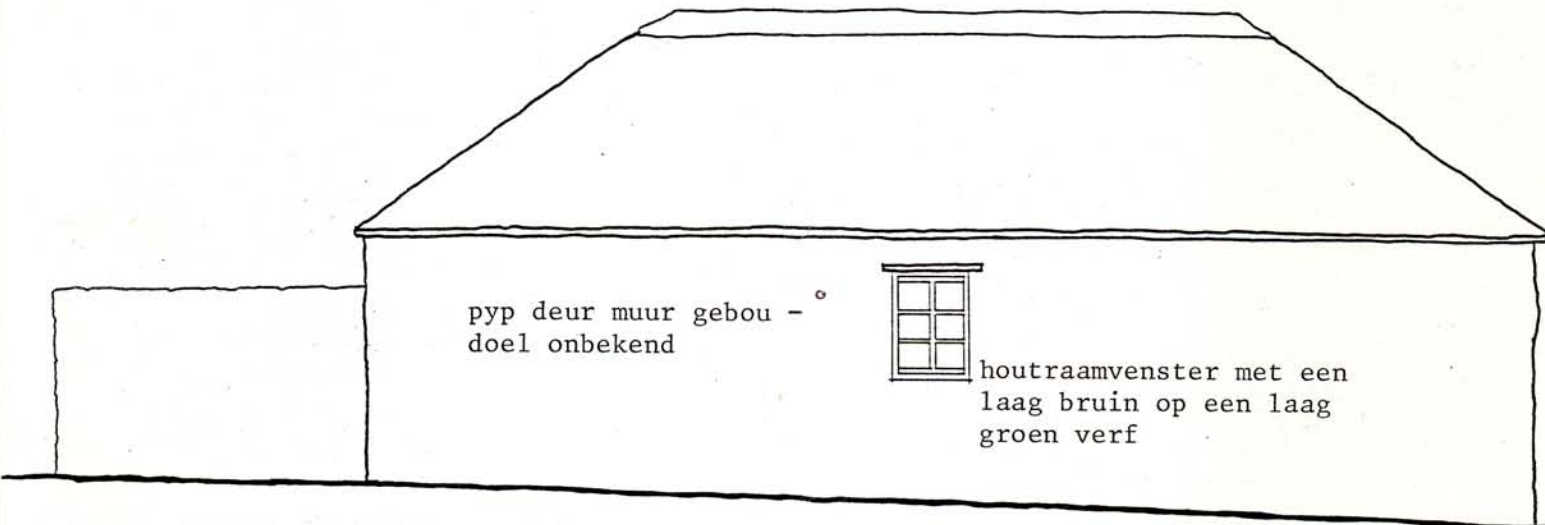 pyp deur muur gebou -
doel onbekend
houtraamvenster met een
laag bruin op een laag
groen verf